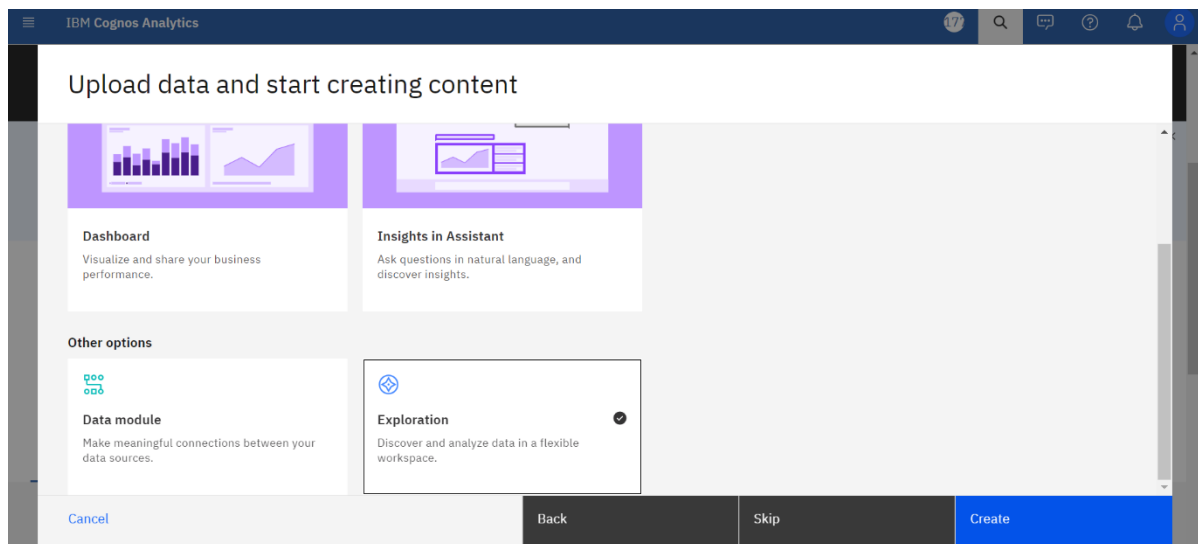 IBM Cognos Analytics
Upload data and start creating content
Dashboard
Visualize and share your business
performance.
Insights in Assistant
Ask questions in natural language, and
discover insights.
Other options
Data module
Make meaningful connections between your
data sources.
Exploration
Discover and analyze data in a flexible
workspace.
Cancel
Back
Skip
Create